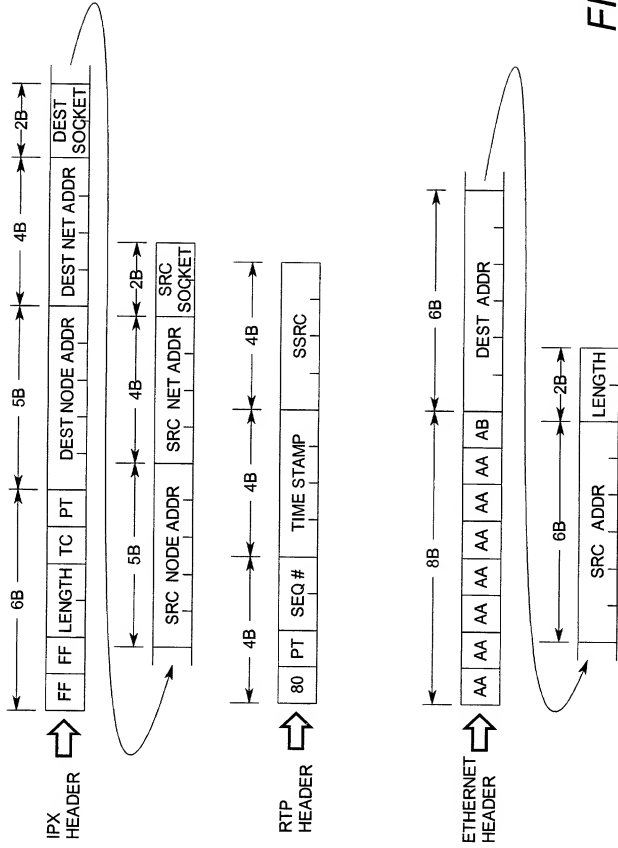 IPX
HEADER
6B 5B 4B 2B
FF FF LENGTH TC PT DEST NODE ADDR DEST NET ADDR DEST
SOCKET
5B 4B 2B
SRC NODE ADDR SRC NET ADDR SRC
SOCKET
RTP
HEADER
4B 4B 4B
80 PT SEQ # TIME STAMP SSRC
ETHERNET
HEADER
8B 6B
AA AA AA AA AA AA AA AB DEST ADDR
6B 2B
SRC ADDR LENGTH